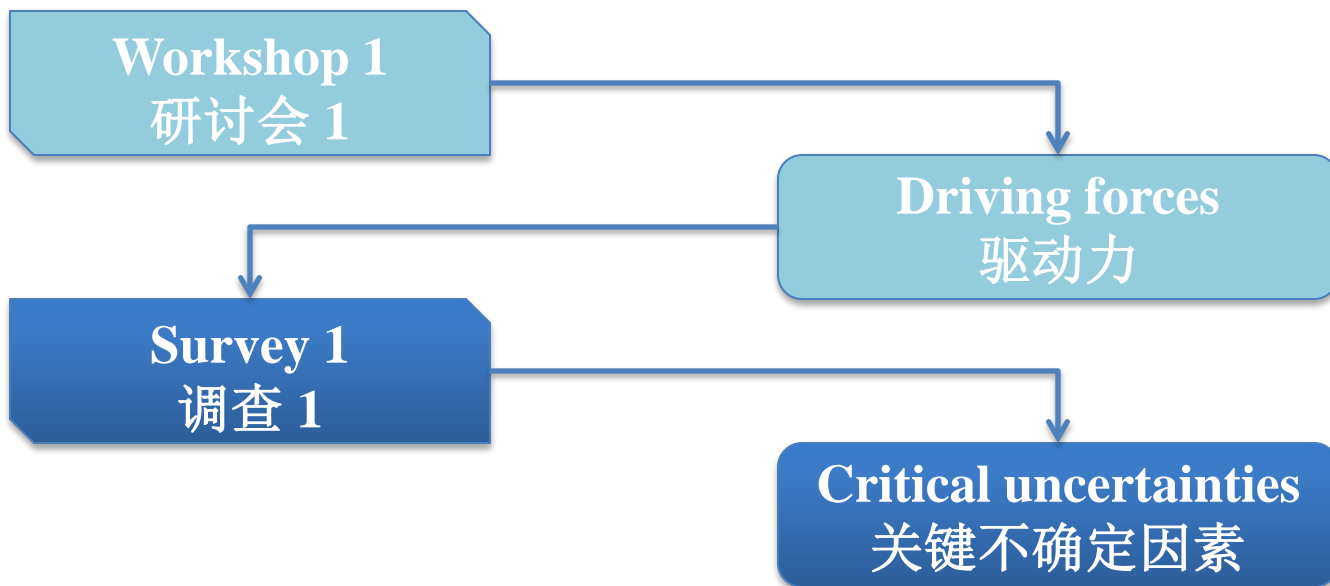 Workshop 1
研讨会 1
Driving forces
驱动力
Survey 1
调查 1
Critical uncertainties
关键不确定因素